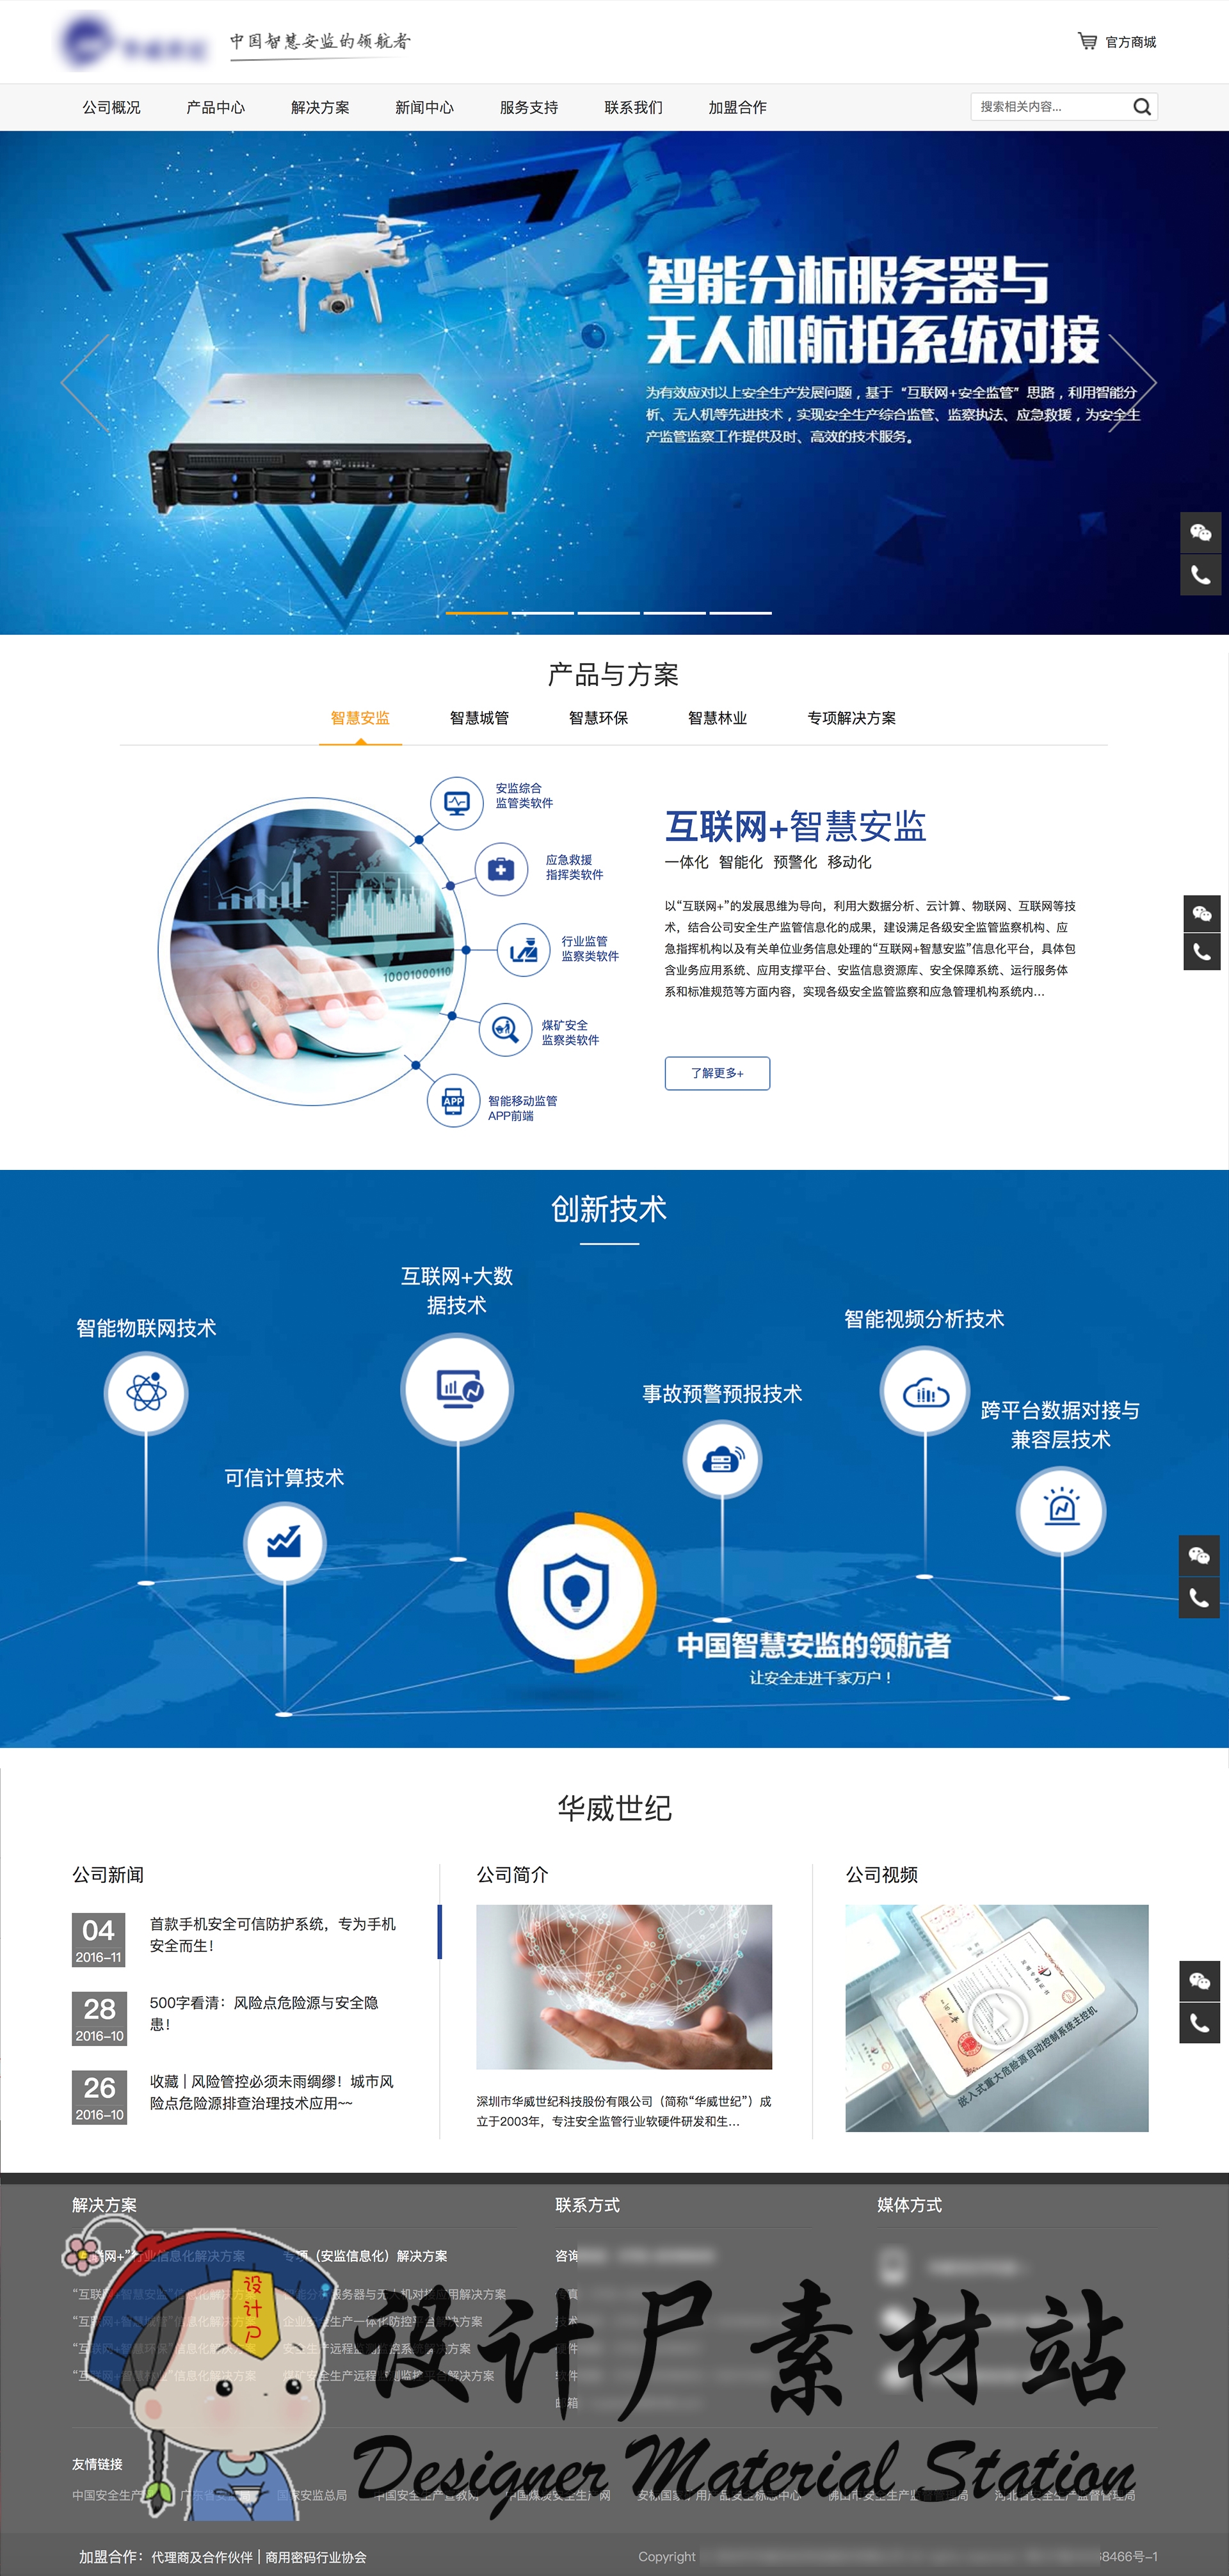 中国智慧安监的领航者
官方商城
公司概况 产品中心 解决方案 新闻中心 服务支持 联系我们 加盟合作
搜索相关内容...
智能分析服务器与
无人机航拍系统对接
为有效应对以上安全生产发展问题，基于“互联网+安全监管”思路，利用智能分
析、无人机等先进技术，实现安全生产综合监管、监察执法、应急救援，为安全生
产监管监察工作提供及时、高效的技术服务。
产品与方案
智慧安监 智慧城管 智慧环保 智慧林业 专项解决方案
安监综合
监管类软件
应急救援
指挥类软件
行业监管
监察类软件
煤矿安全
监察类软件
APP
智能移动监管
APP前端
10001000110
互联网+智慧安监
一体化 智能化 预警化 移动化
以“互联网+”的发展思维为导向，利用大数据分析、云计算、物联网、互联网等技
术，结合公司安全生产监管信息化的成果，建设满足各级安全监管监察机构、应
急指挥机构以及有关单位业务信息处理的“互联网+智慧安监”信息化平台，具体包
含业务应用系统、应用支撑平台、安监信息资源库、安全保障系统、运行服务体
系和标准规范等方面内容，实现各级安全监管监察和应急管理机构系统内...
了解更多+
创新技术
互联网+大数
据技术
智能物联网技术
智能视频分析技术
事故预警预报技术
跨平台数据对接与
兼容层技术
可信计算技术
中国智慧安监的领航者
让安全走进千家万户！
华威世纪
公司新闻
04
2016-11
首款手机安全可信防护系统，专为手机
安全而生！
28
2016-10
500字看清：风险点危险源与安全隐
患！
26
2016-10
收藏 | 风险管控必须未雨绸缪！城市风
险点危险源排查治理技术应用~~
公司简介
深圳市华威世纪科技股份有限公司（简称“华威世纪”）成
立于2003年，专注安全监管行业软硬件研发和生...
公司视频
嵌入式重大危险源自动控制系统主控机
解决方案 联系方式 媒体方式
网+”行业信息化解决方案 专项（安监信息化）解决方案
咨询
服务器与无人机对接应用解决方案
技术
硬件
软件
邮箱
设计尸
设计尸素材站
Designer Material Station
友情链接
中国安全生产 国家安监总局
加盟合作：代理商及合作伙伴 | 商用密码行业协会
Copyright 68466号-1